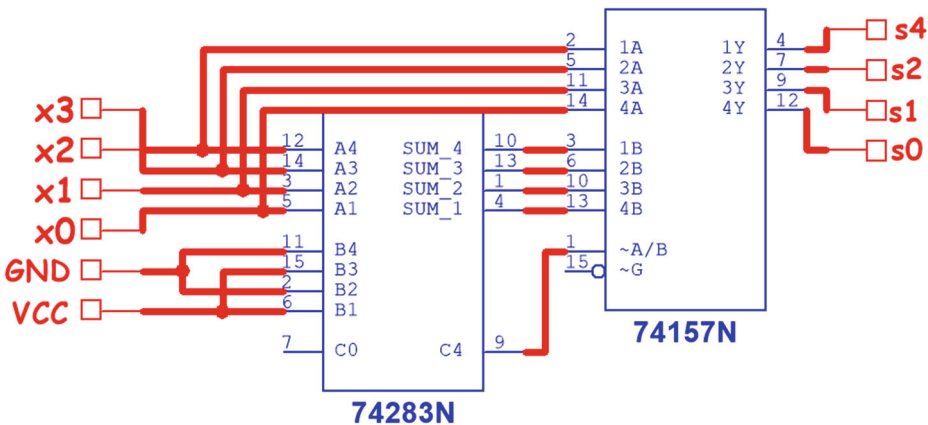 x3
x2
x1
x0
GND
VCC
12 A4 SUM_4 10
14 A3 SUM_3 13
3 A2 SUM_2 1
5 A1 SUM_1 4
11 B4
15 B3
2 B2
6 B1
7 C0 C4 9
74283N
2 1A 1Y 4
5 2A 2Y 7
11 3A 3Y 9
14 4A 4Y 12
3 1B
6 2B
10 3B
13 4B
1 ~A/B
15 ~G
74157N
s4
s2
s1
s0